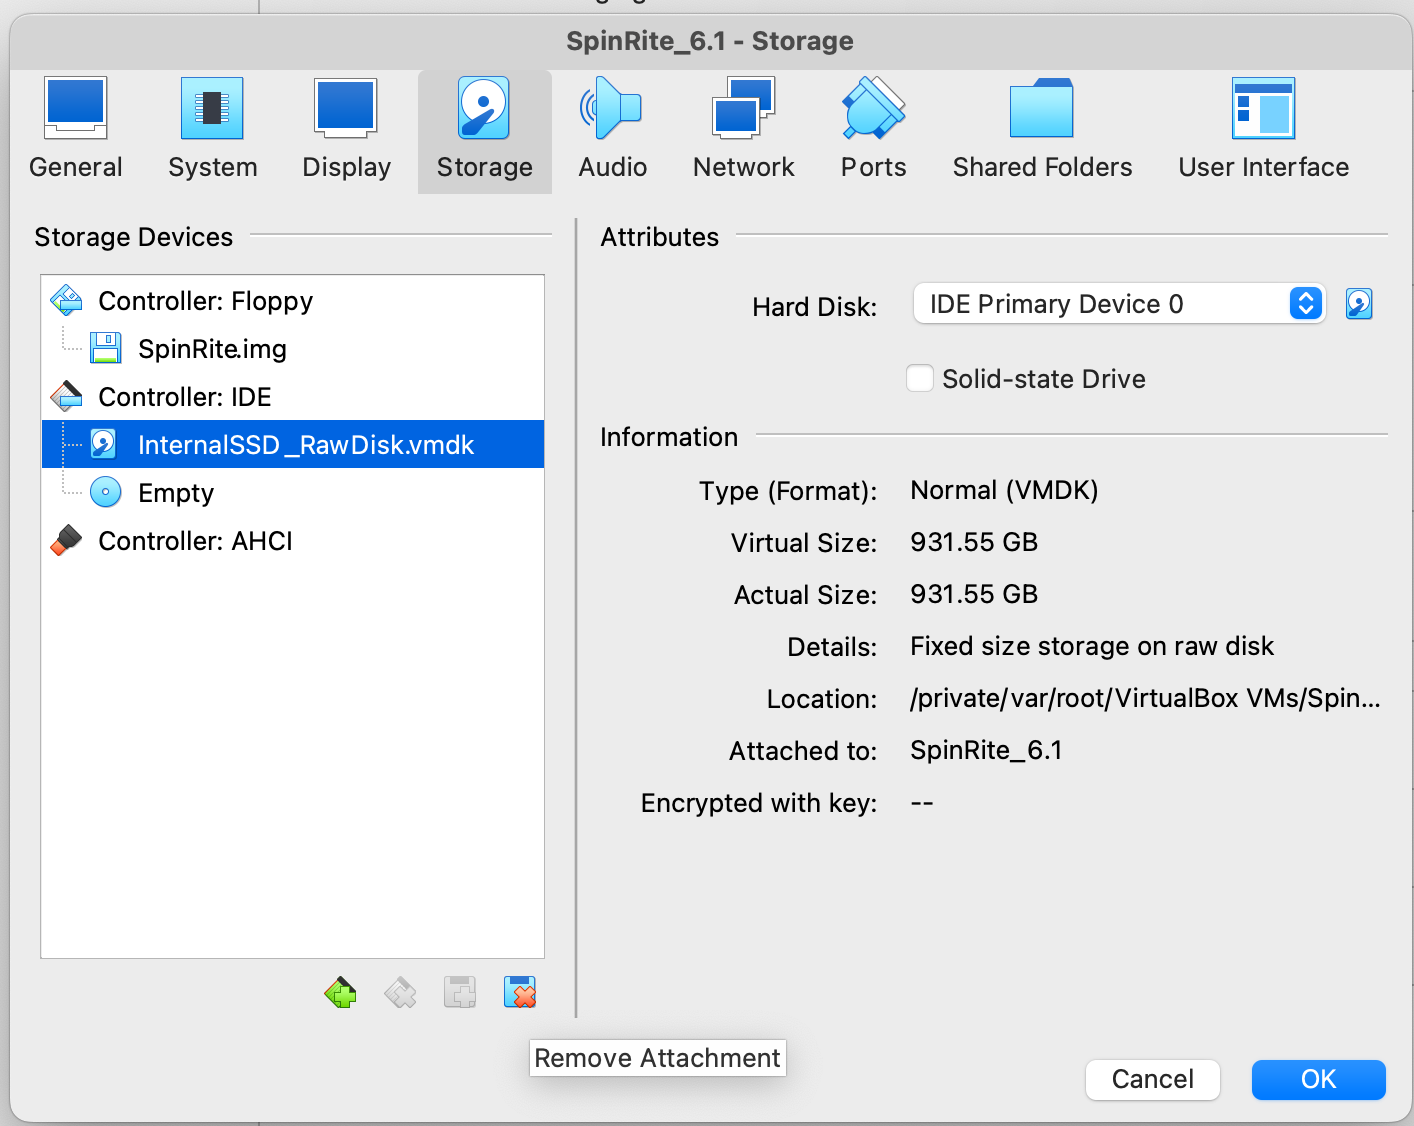 SpinRite_6.1 - Storage
General
System
Display
Storage
Audio
Network
Ports
Shared Folders
User Interface
Storage Devices
Controller: Floppy
SpinRite.img
Controller: IDE
InternalSSD_RawDisk.vmdk
Empty
Controller: AHCI
Attributes
Hard Disk: IDE Primary Device 0
Solid-state Drive
Information
Type (Format): Normal (VMDK)
Virtual Size: 931.55 GB
Actual Size: 931.55 GB
Details: Fixed size storage on raw disk
Location: /private/var/root/VirtualBox VMs/Spin...
Attached to: SpinRite_6.1
Encrypted with key: --
Remove Attachment
Cancel
OK